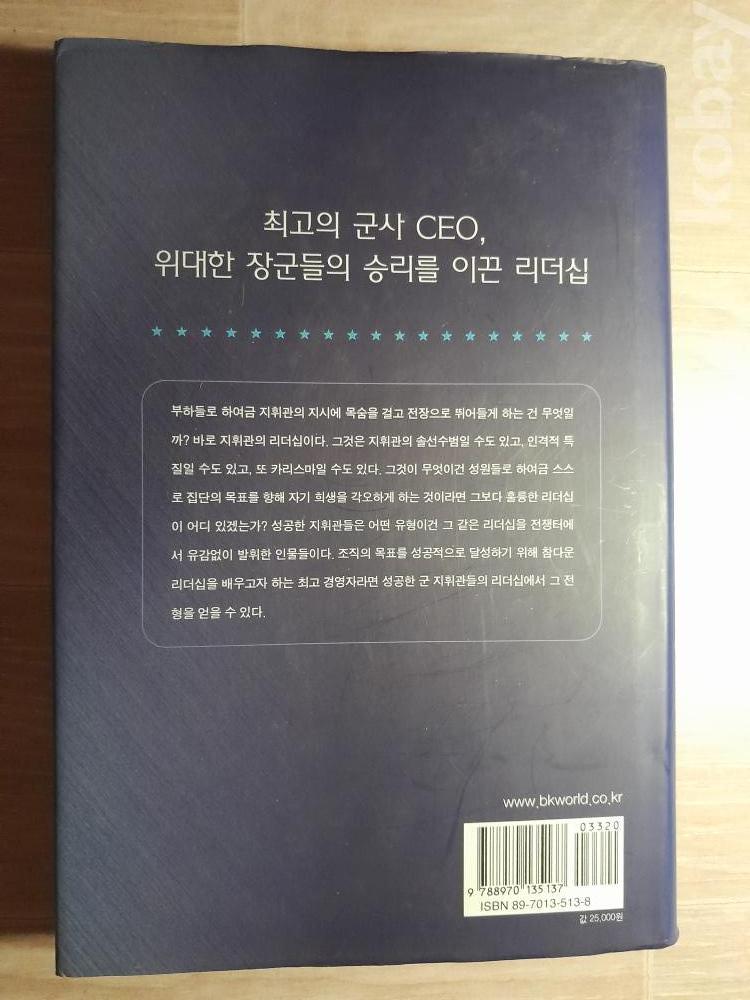 kobay
최고의 군사 CEO,
위대한 장군들의 승리를 이끈 리더십
부하들로 하여금 지휘관의 지시에 목숨을 걸고 전장으로 뛰어들게 하는 건 무엇일
까? 바로 지휘관의 리더십이다. 그것은 지휘관의 솔선수범일 수도 있고, 인격적 특
질일 수도 있고, 또 카리스마일 수도 있다. 그것이 무엇이건 성원들로 하여금 스스
로 집단의 목표를 향해 자기 희생을 각오하게 하는 것이라면 그보다 훌륭한 리더십
이 어디 있겠는가? 성공한 지휘관들은 어떤 유형이건 그 같은 리더십을 전쟁터에
서 유감없이 발휘한 인물들이다. 조직의 목표를 성공적으로 달성하기 위해 참다운
리더십을 배우고자 하는 최고 경영자라면 성공한 군 지휘관들의 리더십에서 그 전
형을 얻을 수 있다.
www.bkworld.co.kr
03320
9 788970 135137
ISBN 89-7013-513-8
값 25,000원